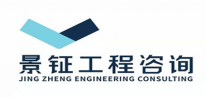 景钲工程咨询
JING ZHENG ENGINEERING CONSULTING